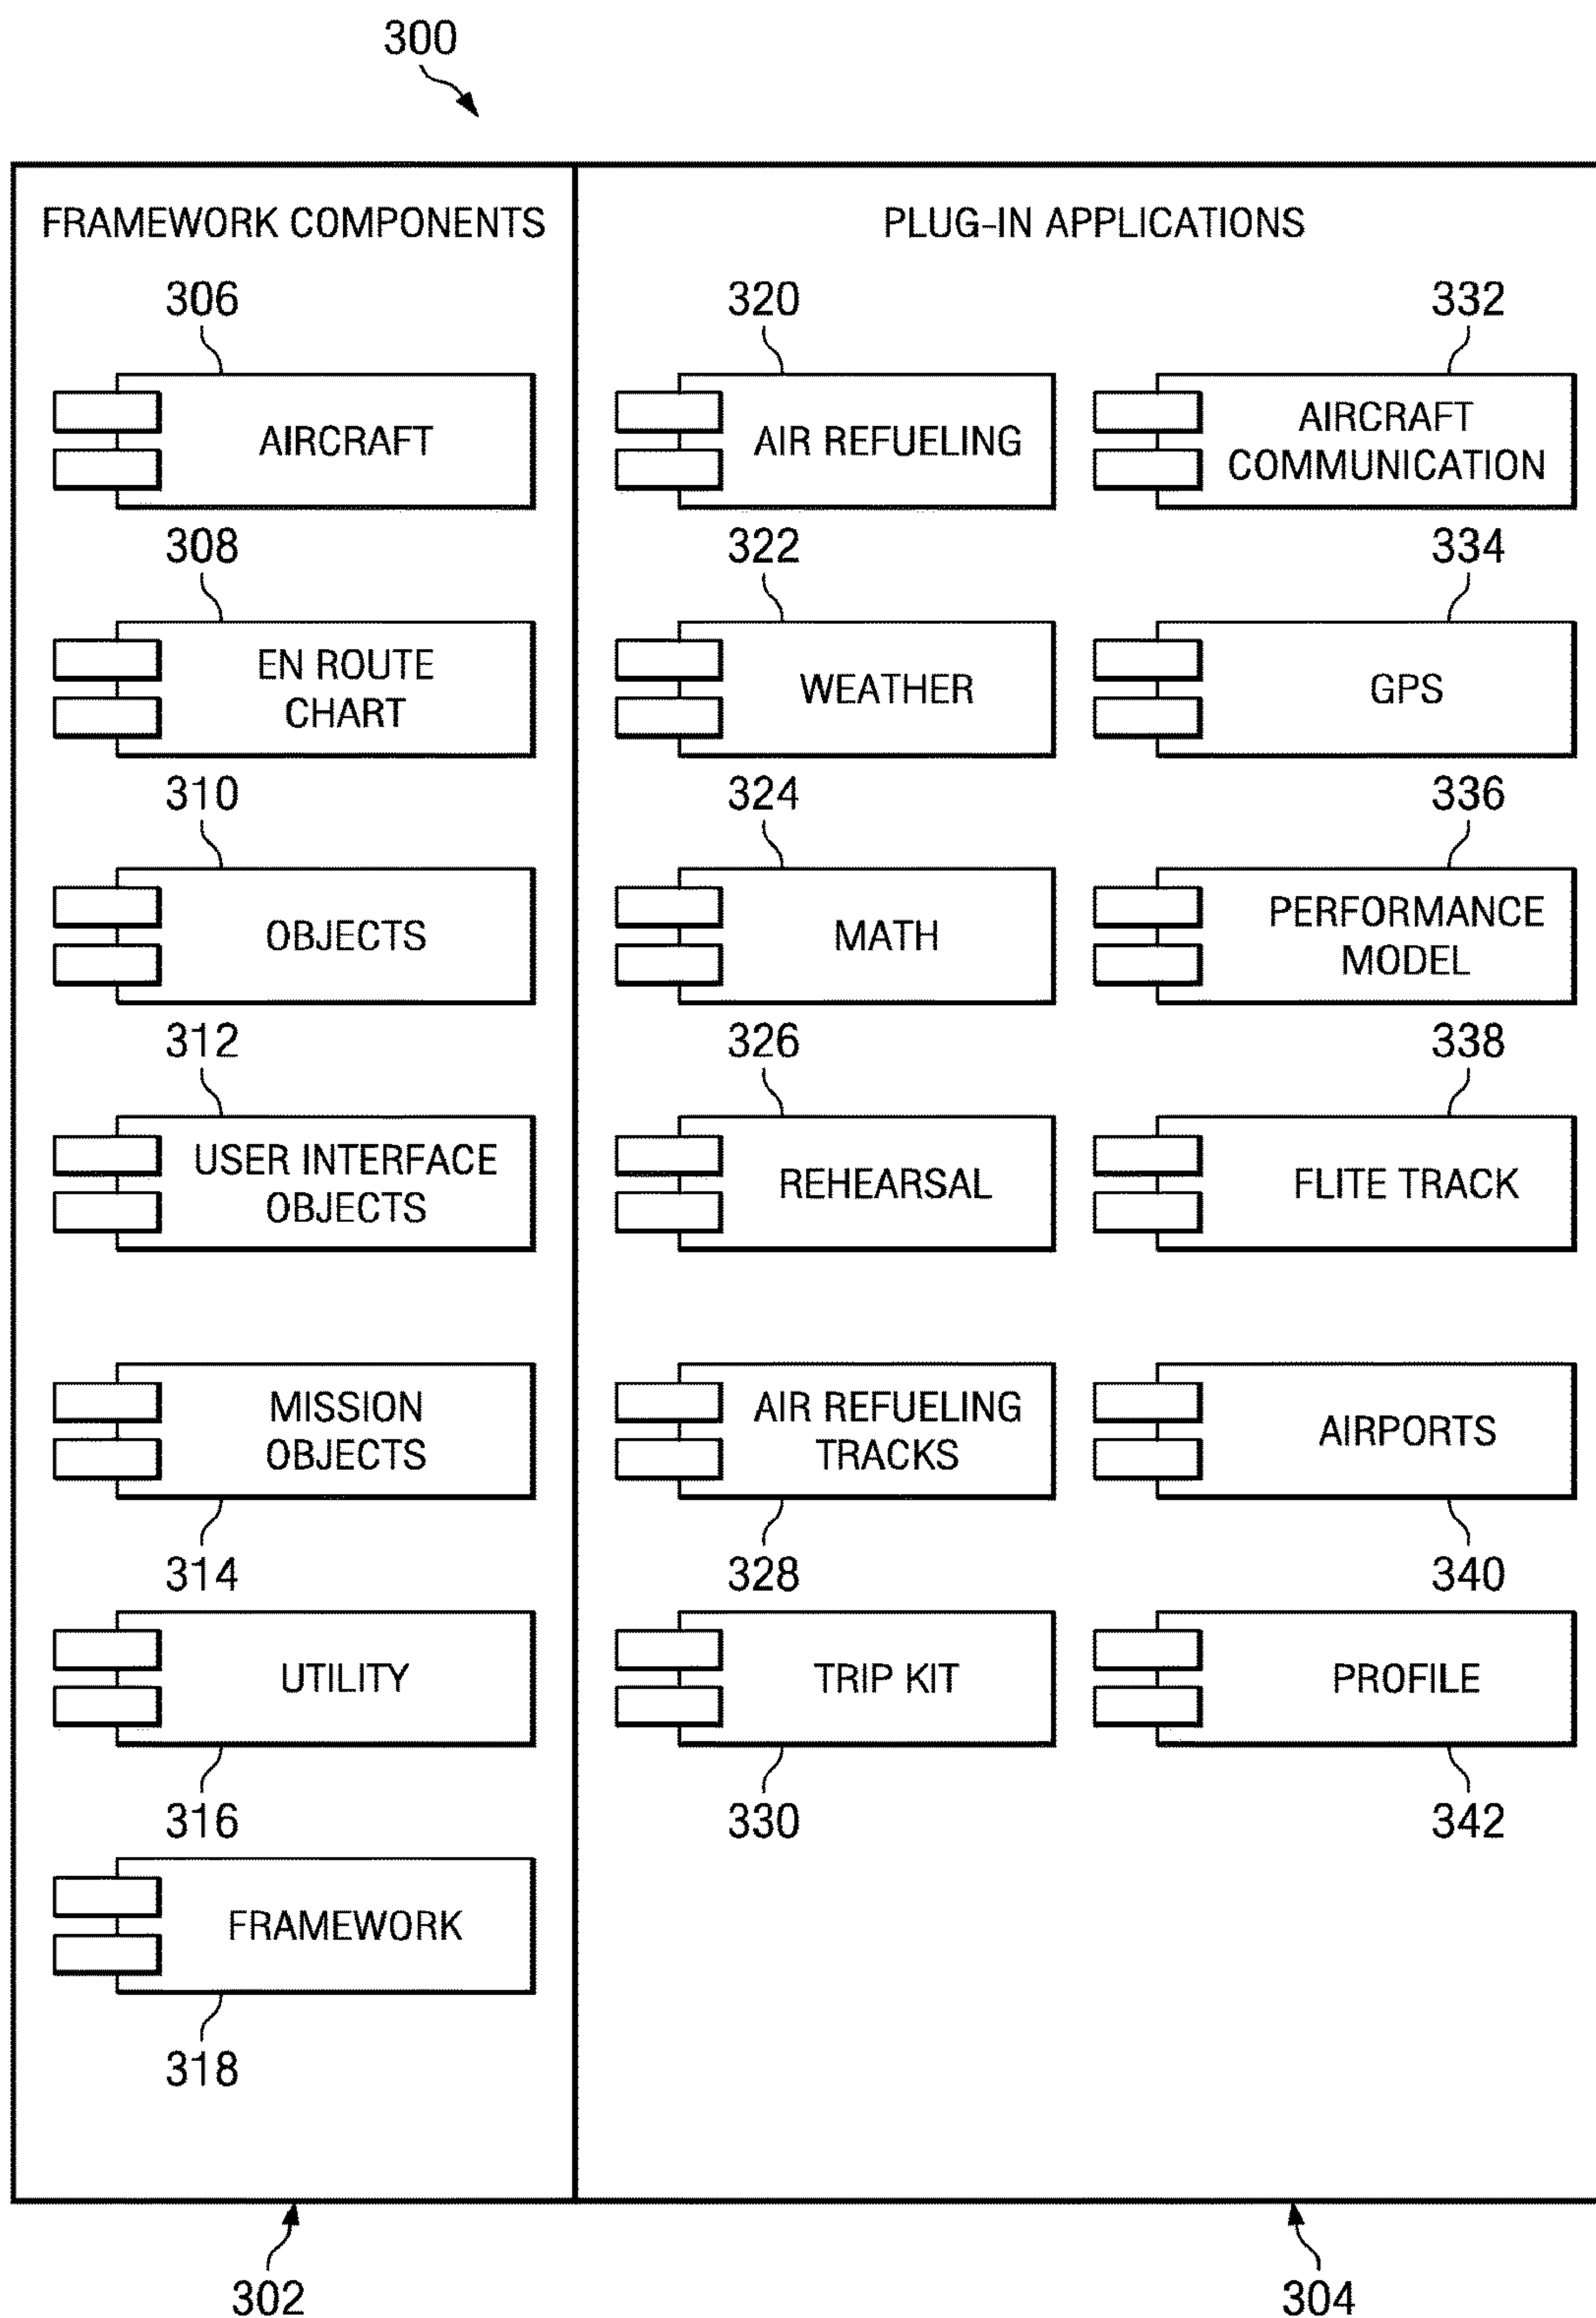 300
FRAMEWORK COMPONENTS
306
AIRCRAFT
308
EN ROUTE
CHART
310
OBJECTS
312
USER INTERFACE
OBJECTS
MISSION
OBJECTS
314
UTILITY
316
FRAMEWORK
318
302
PLUG-IN APPLICATIONS
320
AIR REFUELING
322
WEATHER
324
MATH
326
REHEARSAL
AIR REFUELING
TRACKS
328
TRIP KIT
330
332
AIRCRAFT
COMMUNICATION
334
GPS
336
PERFORMANCE
MODEL
338
FLITE TRACK
AIRPORTS
340
PROFILE
342
304